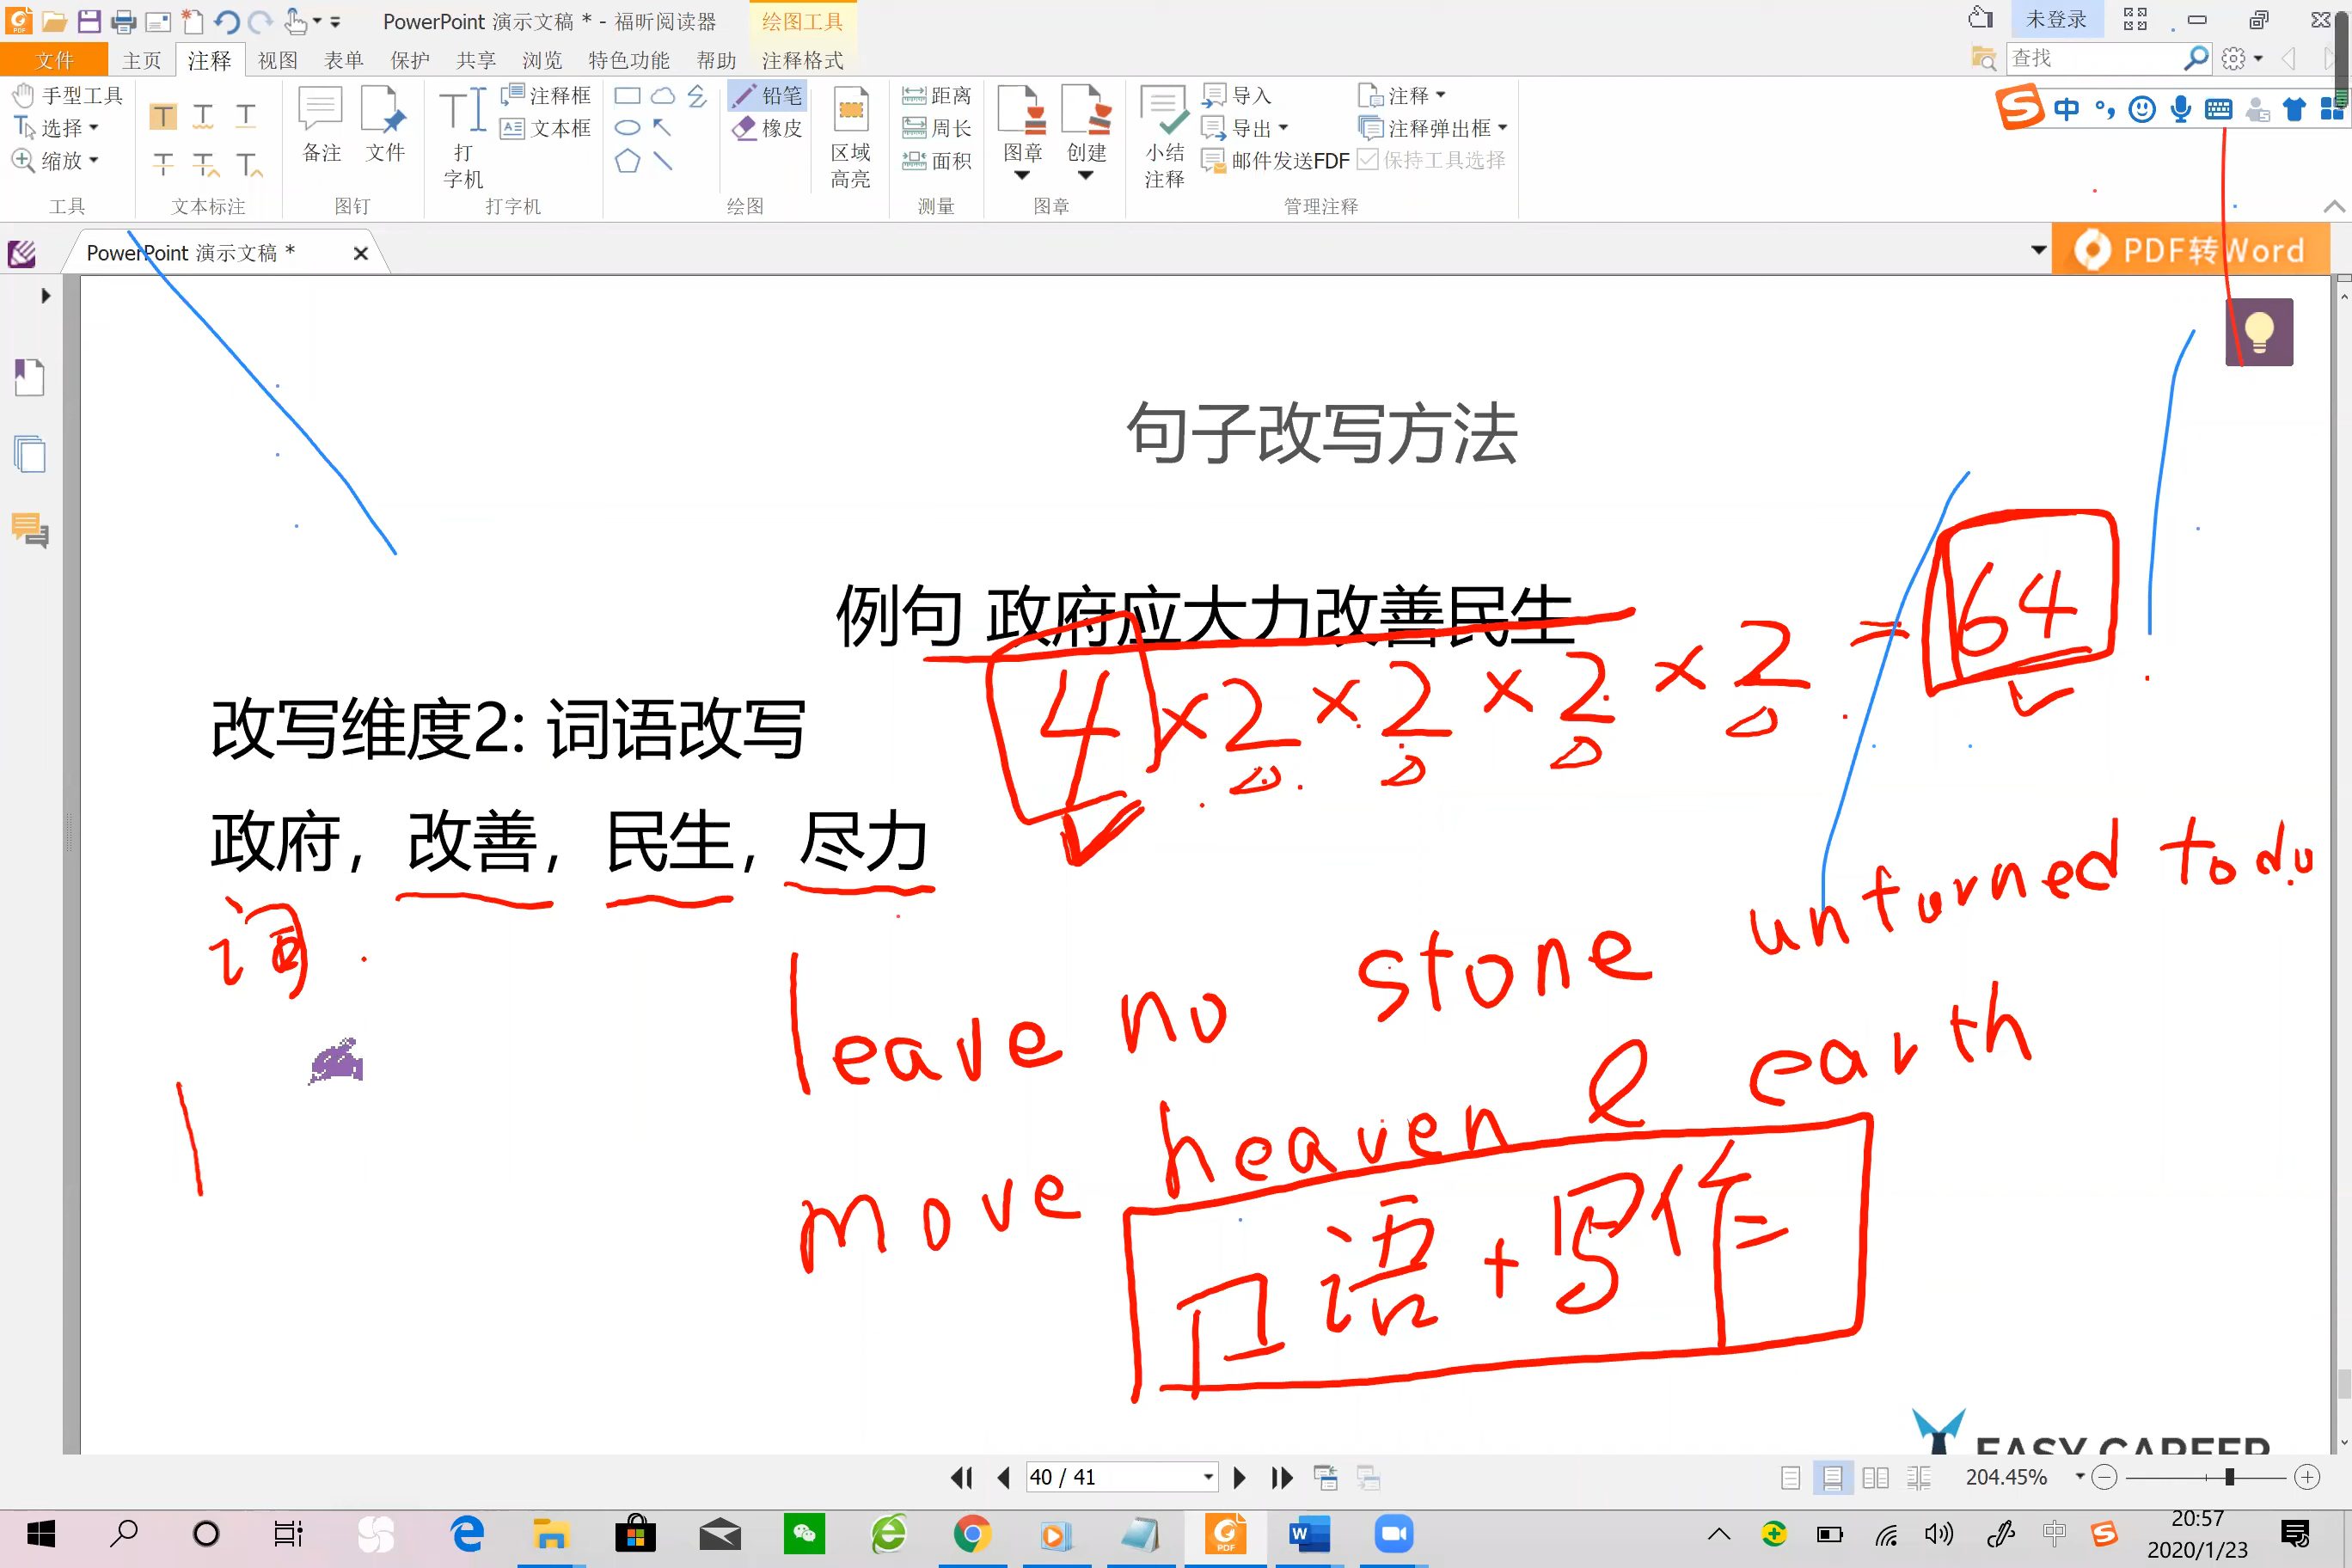 PowerPoint 演示文稿 * - 福昕阅读器
绘图工具
未登录
文件 主页 注释 视图 表单 保护 共享 浏览 特色功能 帮助 注释格式
查找
手型工具
选择
缩放
工具
文本标注
备注 文件
图钉
打字机
注释框
文本框
打字机
铅笔
橡皮
绘图
区域高亮
距离
周长
面积
测量
图章 创建
图章
小结注释
导入
导出
邮件发送FDF
注释
注释弹出框
保持工具选择
管理注释
中
PowerPoint 演示文稿 *
PDF转Word
句子改写方法
例句 政府应大力改善民生
4 × 2 × 2 × 2 × 2 = 64
改写维度2: 词语改写
政府，改善，民生，尽力
词
leave no stone unturned to do
move heaven & earth
口语 + 写作
EASY CAREER
40 / 41
204.45%
中
20:57
2020/1/23